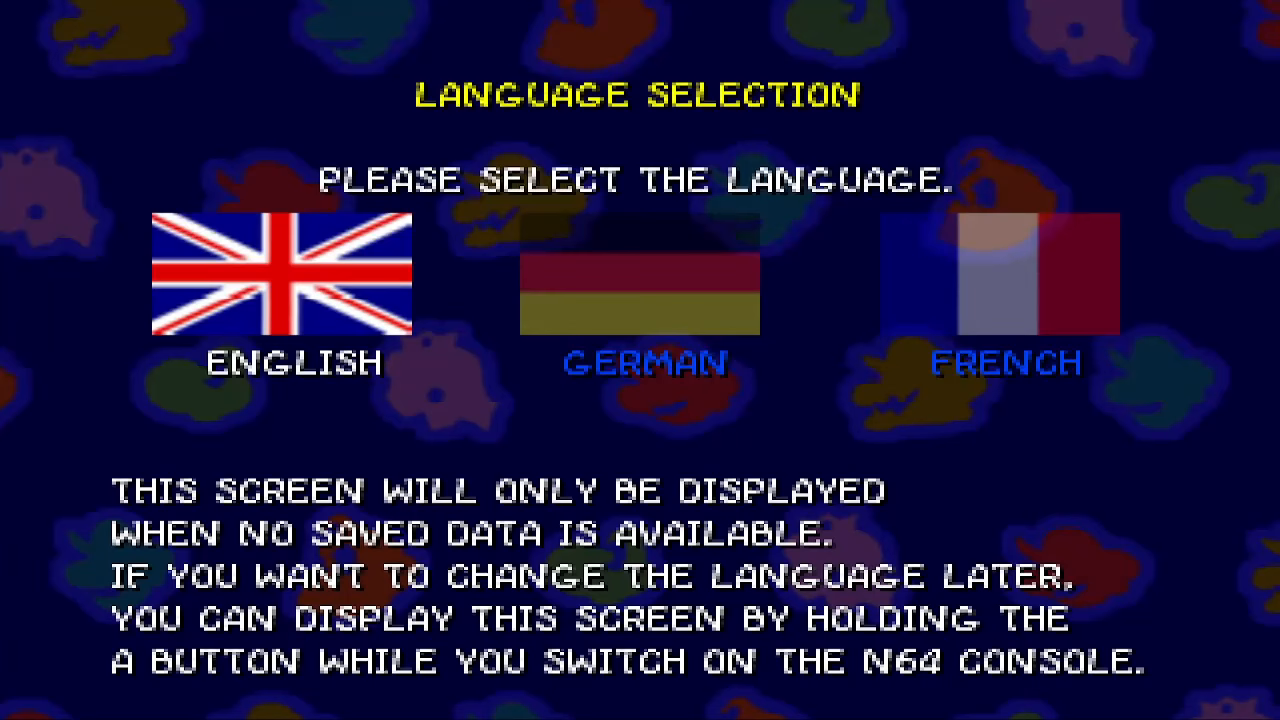 LANGUAGE SELECTION
PLEASE SELECT THE LANGUAGE.
ENGLISH GERMAN FRENCH
THIS SCREEN WILL ONLY BE DISPLAYED
WHEN NO SAVED DATA IS AVAILABLE.
IF YOU WANT TO CHANGE THE LANGUAGE LATER,
YOU CAN DISPLAY THIS SCREEN BY HOLDING THE
A BUTTON WHILE YOU SWITCH ON THE N64 CONSOLE.